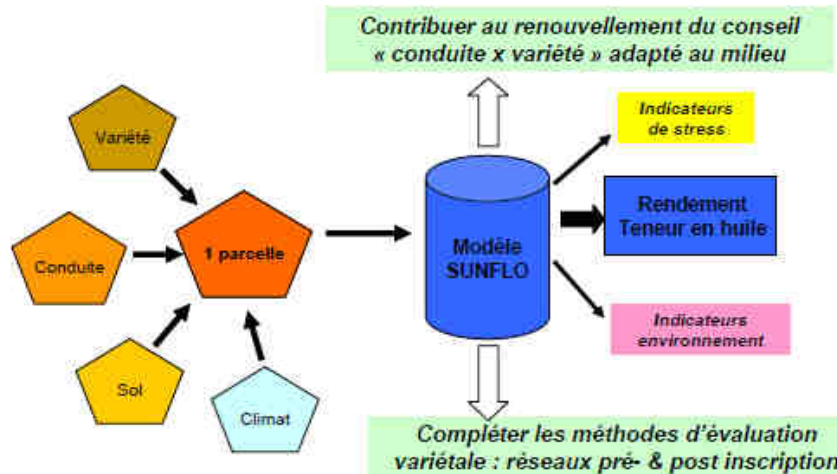 Contribuer au renouvellement du conseil
« conduite x variété » adapté au milieu
Variété
Indicateurs
de stress
Conduite
1 parcelle
Modèle
SUNFLO
Rendement
Teneur en huile
Sol
Climat
Indicateurs
environnement
Compléter les méthodes d'évaluation
variétale : réseaux pré- & post inscription